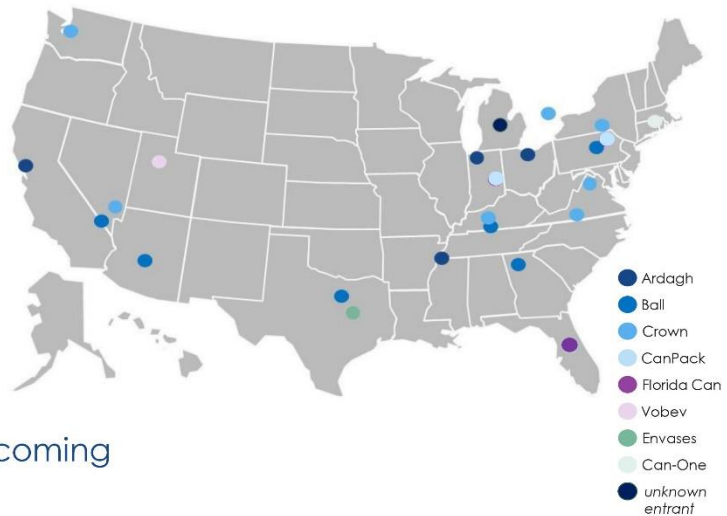 Ardagh
Ball
Crown
CanPack
Florida Can
Vobev
Envases
Can-One
unknown
entrant
coming